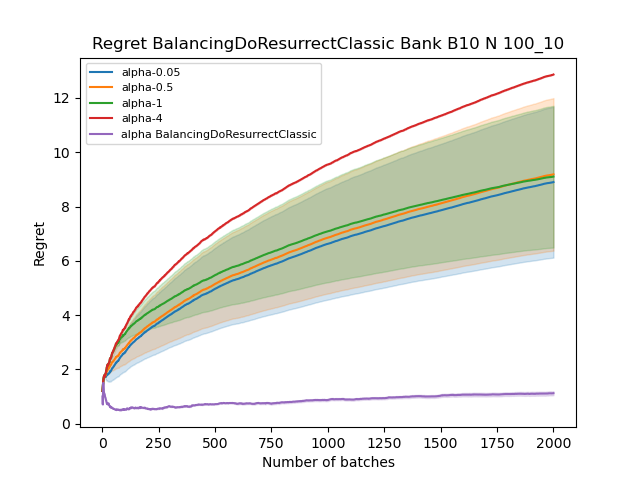 Regret BalancingDoResurrectClassic Bank B10 N 100_10
alpha-0.05
alpha-0.5
alpha-1
alpha-4
alpha BalancingDoResurrectClassic
Regret
12
10
8
6
4
2
0
0 250 500 750 1000 1250 1500 1750 2000
Number of batches